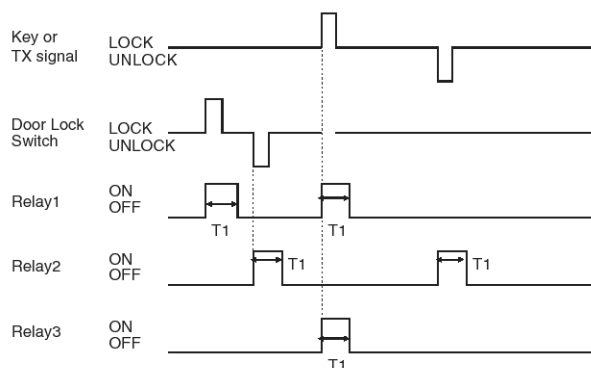 Key or
TX signal
LOCK
UNLOCK
Door Lock
Switch
LOCK
UNLOCK
Relay1
ON
OFF
T1
T1
Relay2
ON
OFF
T1
T1
Relay3
ON
OFF
T1